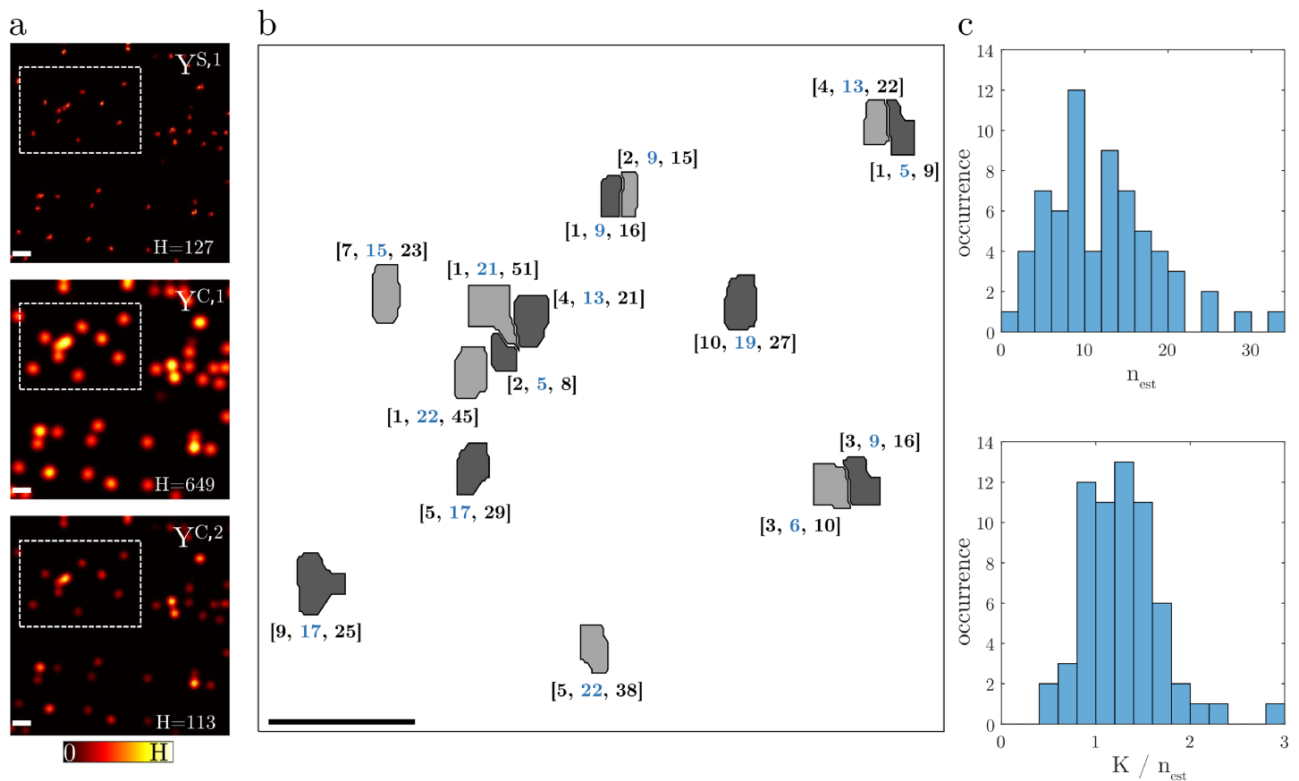 a
Y^S,1
H=127
Y^C,1
H=649
Y^C,2
H=113
0 H
b
[4, 13, 22]
[1, 5, 9]
[2, 9, 15]
[1, 9, 16]
[7, 15, 23]
[1, 21, 51]
[4, 13, 21]
[10, 19, 27]
[2, 5, 8]
[1, 22, 45]
[3, 9, 16]
[5, 17, 29]
[3, 6, 10]
[9, 17, 25]
[5, 22, 38]
c
14
12
10
8
6
4
2
0
occurrence
0 10 20 30
n_est
14
12
10
8
6
4
2
0
occurrence
1 2 3
K / n_est